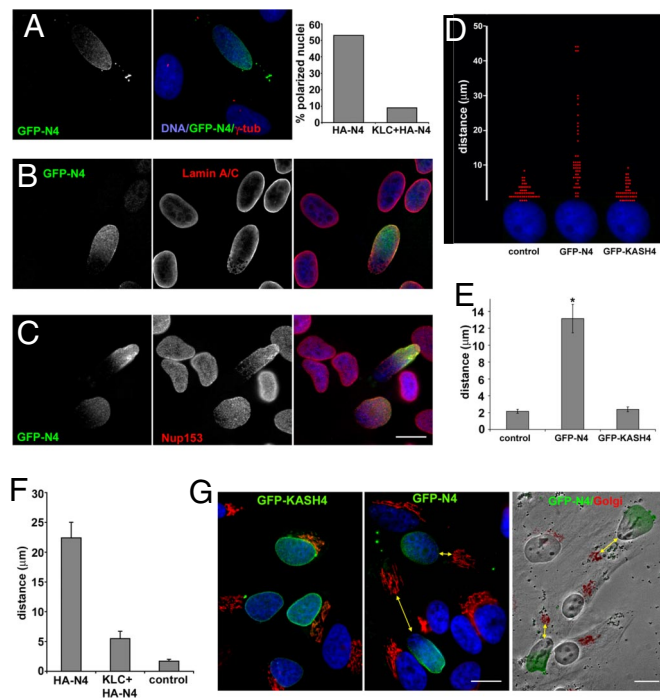 A
GFP-N4
DNA/GFP-N4/γ-tub
% polarized nuclei
60
50
40
30
20
10
0
HA-N4
KLC+HA-N4
B
GFP-N4
Lamin A/C
C
GFP-N4
Nup153
D
distance (μm)
50
40
30
20
10
control
GFP-N4
GFP-KASH4
E
distance (μm)
14
12
10
8
6
4
2
0
*
control
GFP-N4
GFP-KASH4
F
distance (μm)
30
25
20
15
10
5
0
HA-N4
KLC+
HA-N4
control
G
GFP-KASH4
GFP-N4
GFP-N4/Golgi